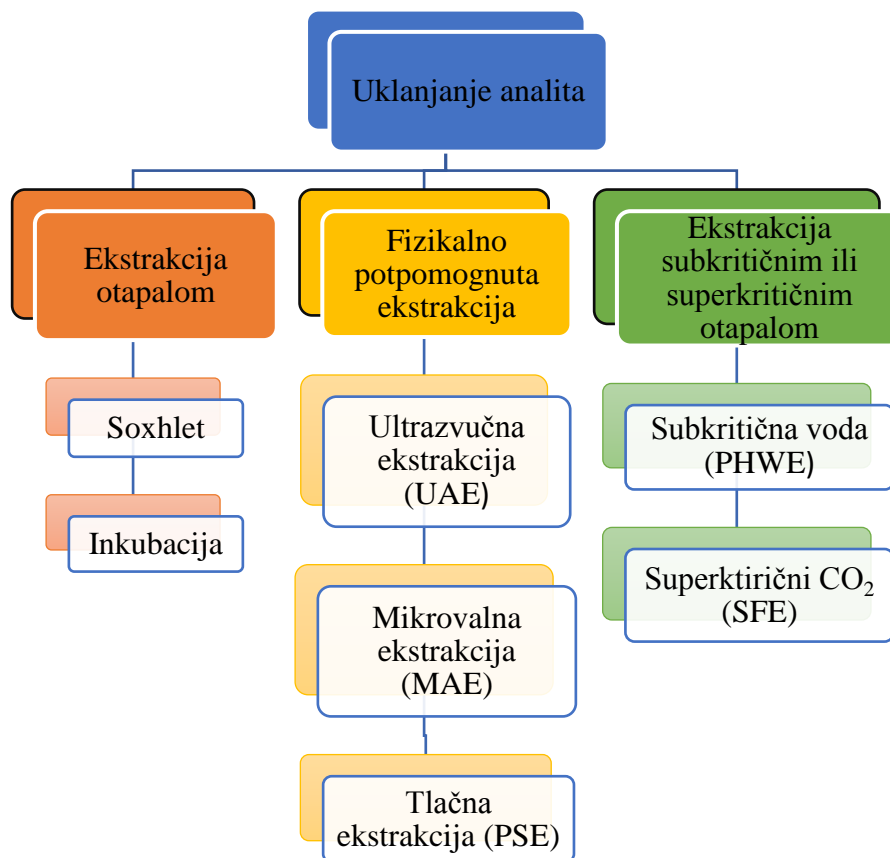 Uklanjanje analita
Ekstrakcija
otapalom
Soxhlet
Inkubacija
Fizikalno
potpomognuta
ekstrakcija
Ultrazvučna
ekstrakcija
(UAE)
Mikrovalna
ekstrakcija
(MAE)
Tlačna
ekstrakcija (PSE)
Ekstrakcija
subkritičnim ili
superkritičnim
otapalom
Subkritična voda
(PHWE)
Superktirični CO₂
(SFE)